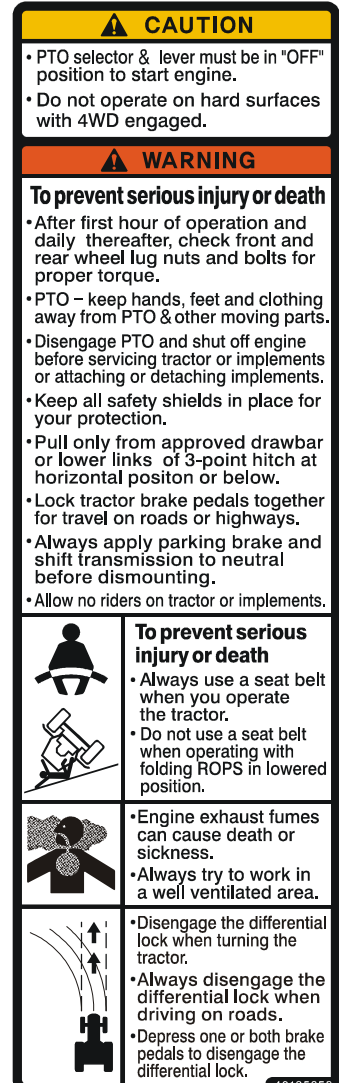 CAUTION
• PTO selector & lever must be in "OFF"
position to start engine.
• Do not operate on hard surfaces
with 4WD engaged.
WARNING
To prevent serious injury or death
• After first hour of operation and
daily thereafter, check front and
rear wheel lug nuts and bolts for
proper torque.
• PTO – keep hands, feet and clothing
away from PTO & other moving parts.
• Disengage PTO and shut off engine
before servicing tractor or implements
or attaching or detaching implements.
• Keep all safety shields in place for
your protection.
• Pull only from approved drawbar
or lower links of 3-point hitch at
horizontal positon or below.
• Lock tractor brake pedals together
for travel on roads or highways.
• Always apply parking brake and
shift transmission to neutral
before dismounting.
• Allow no riders on tractor or implements.
To prevent serious
injury or death
• Always use a seat belt
when you operate
the tractor.
• Do not use a seat belt
when operating with
folding ROPS in lowered
position.
• Engine exhaust fumes
can cause death or
sickness.
• Always try to work in
a well ventilated area.
• Disengage the differential
lock when turning the
tractor.
• Always disengage the
differential lock when
driving on roads.
• Depress one or both brake
pedals to disengage the
differential lock.